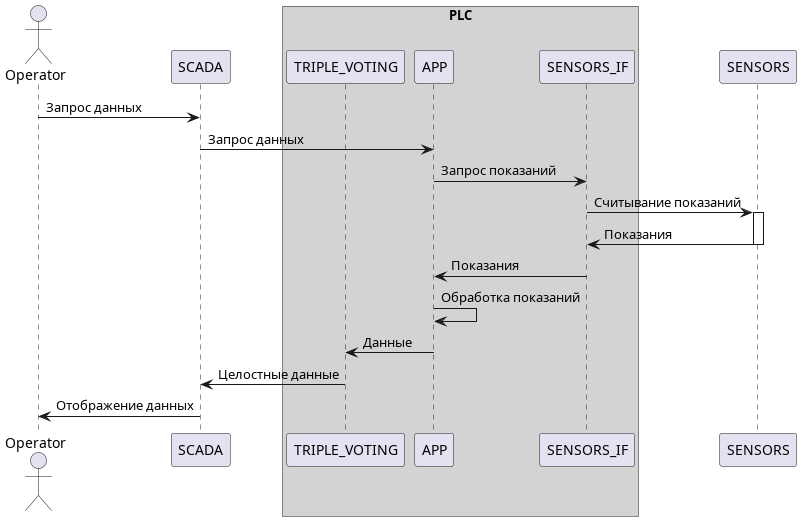 PLC
Operator
SCADA
TRIPLE_VOTING
APP
SENSORS_IF
SENSORS
Запрос данных
Запрос данных
Запрос показаний
Считывание показаний
Показания
Показания
Обработка показаний
Данные
Целостные данные
Отображение данных
Operator
SCADA
TRIPLE_VOTING
APP
SENSORS_IF
SENSORS